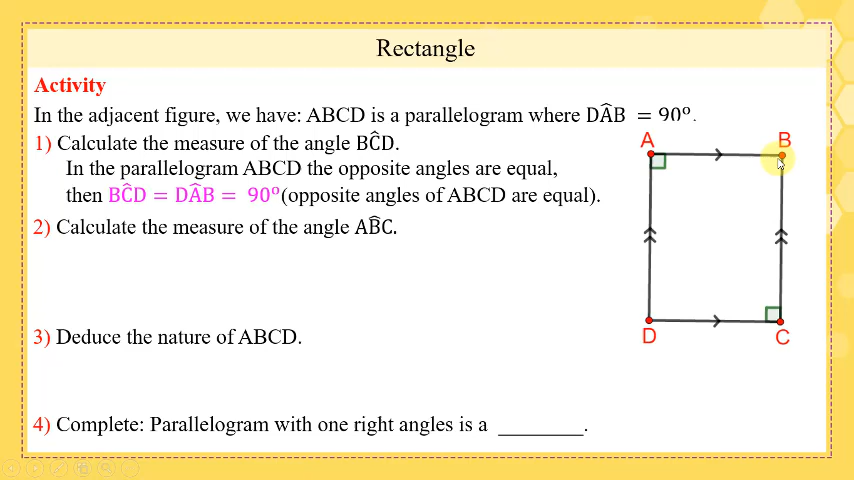 Rectangle
Activity
In the adjacent figure, we have: ABCD is a parallelogram where DÂB = 90°.
1) Calculate the measure of the angle BĈD.
In the parallelogram ABCD the opposite angles are equal,
then BĈD = DÂB = 90°(opposite angles of ABCD are equal).
2) Calculate the measure of the angle AB̂C.
3) Deduce the nature of ABCD.
4) Complete: Parallelogram with one right angles is a ________.
A B
D C